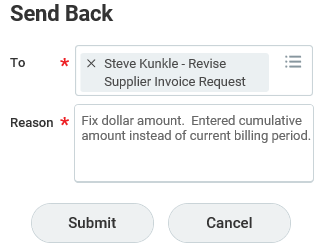 Send Back
To * × Steve Kunkle - Revise
Supplier Invoice Request
Reason * Fix dollar amount.  Entered cumulative
amount instead of current billing period.
Submit Cancel